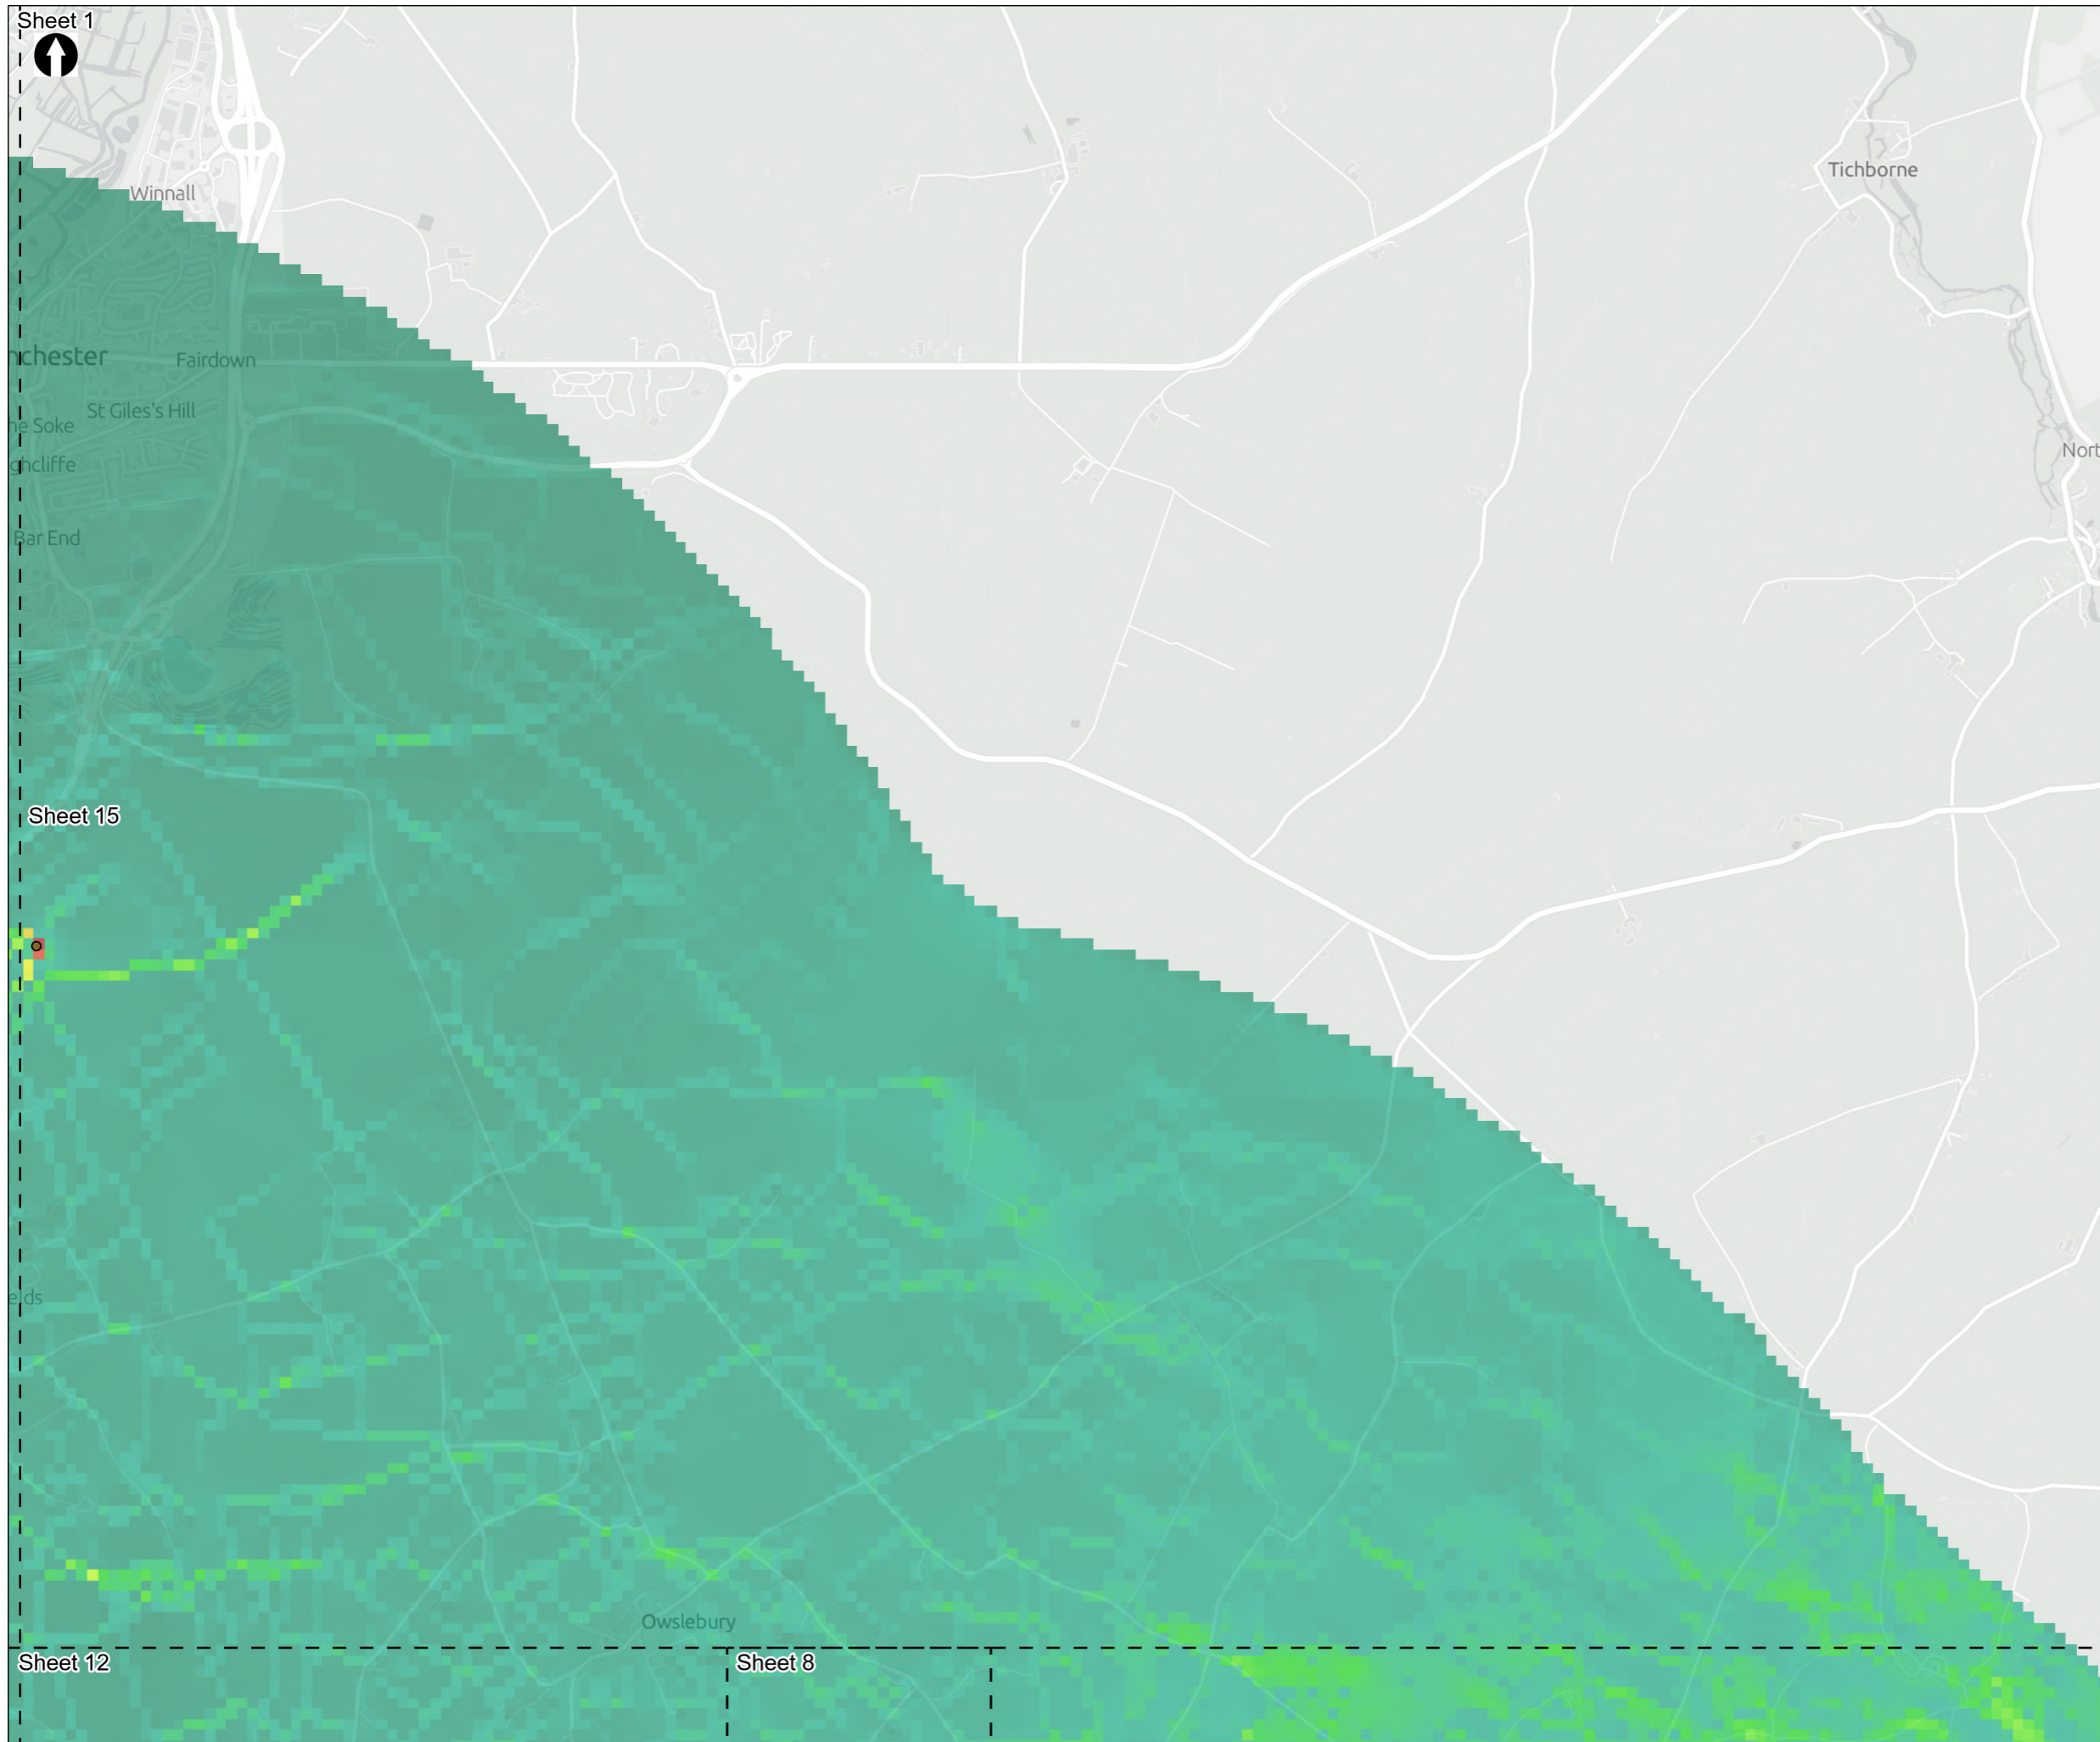 Sheet 1
Winnall
Tichborne
nchester
Fairdown
St Giles's Hill
he Soke
ghcliffe
Nort
Bar End
Sheet 15
elds
Owslebury
Sheet 12
Sheet 8